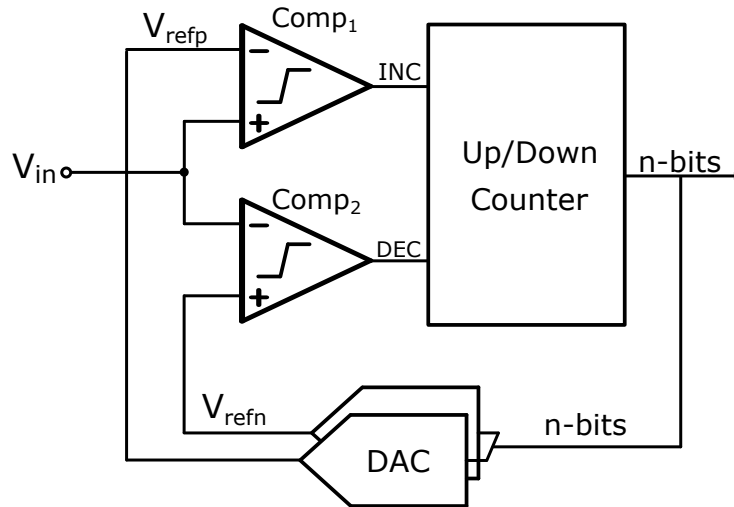 Comp1
Vrefp
−
INC
+
Vin
Up/Down
Counter
n-bits
Comp2
−
DEC
+
Vrefn
n-bits
DAC